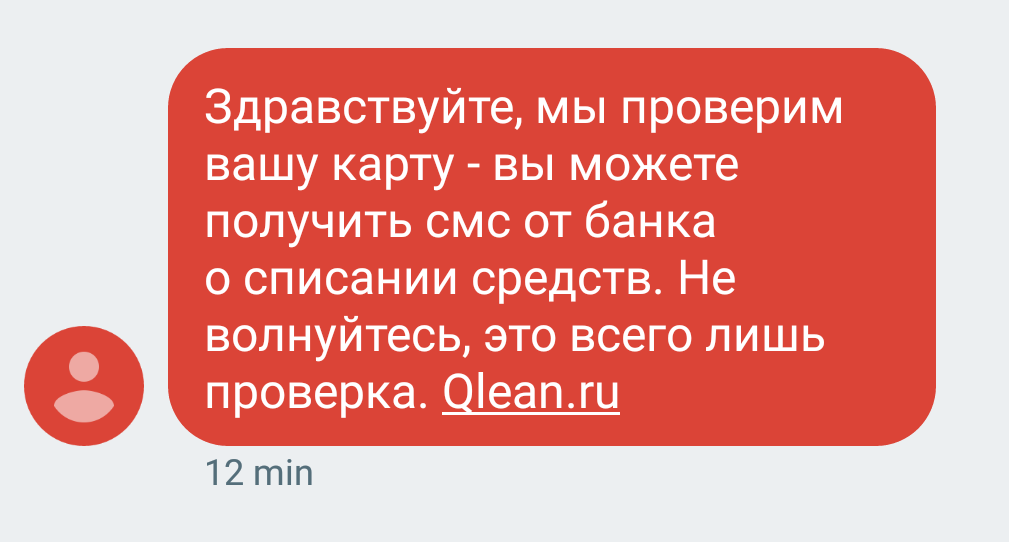 Здравствуйте, мы проверим
вашу карту - вы можете
получить смс от банка
о списании средств. Не
волнуйтесь, это всего лишь
проверка. Qlean.ru
12 min